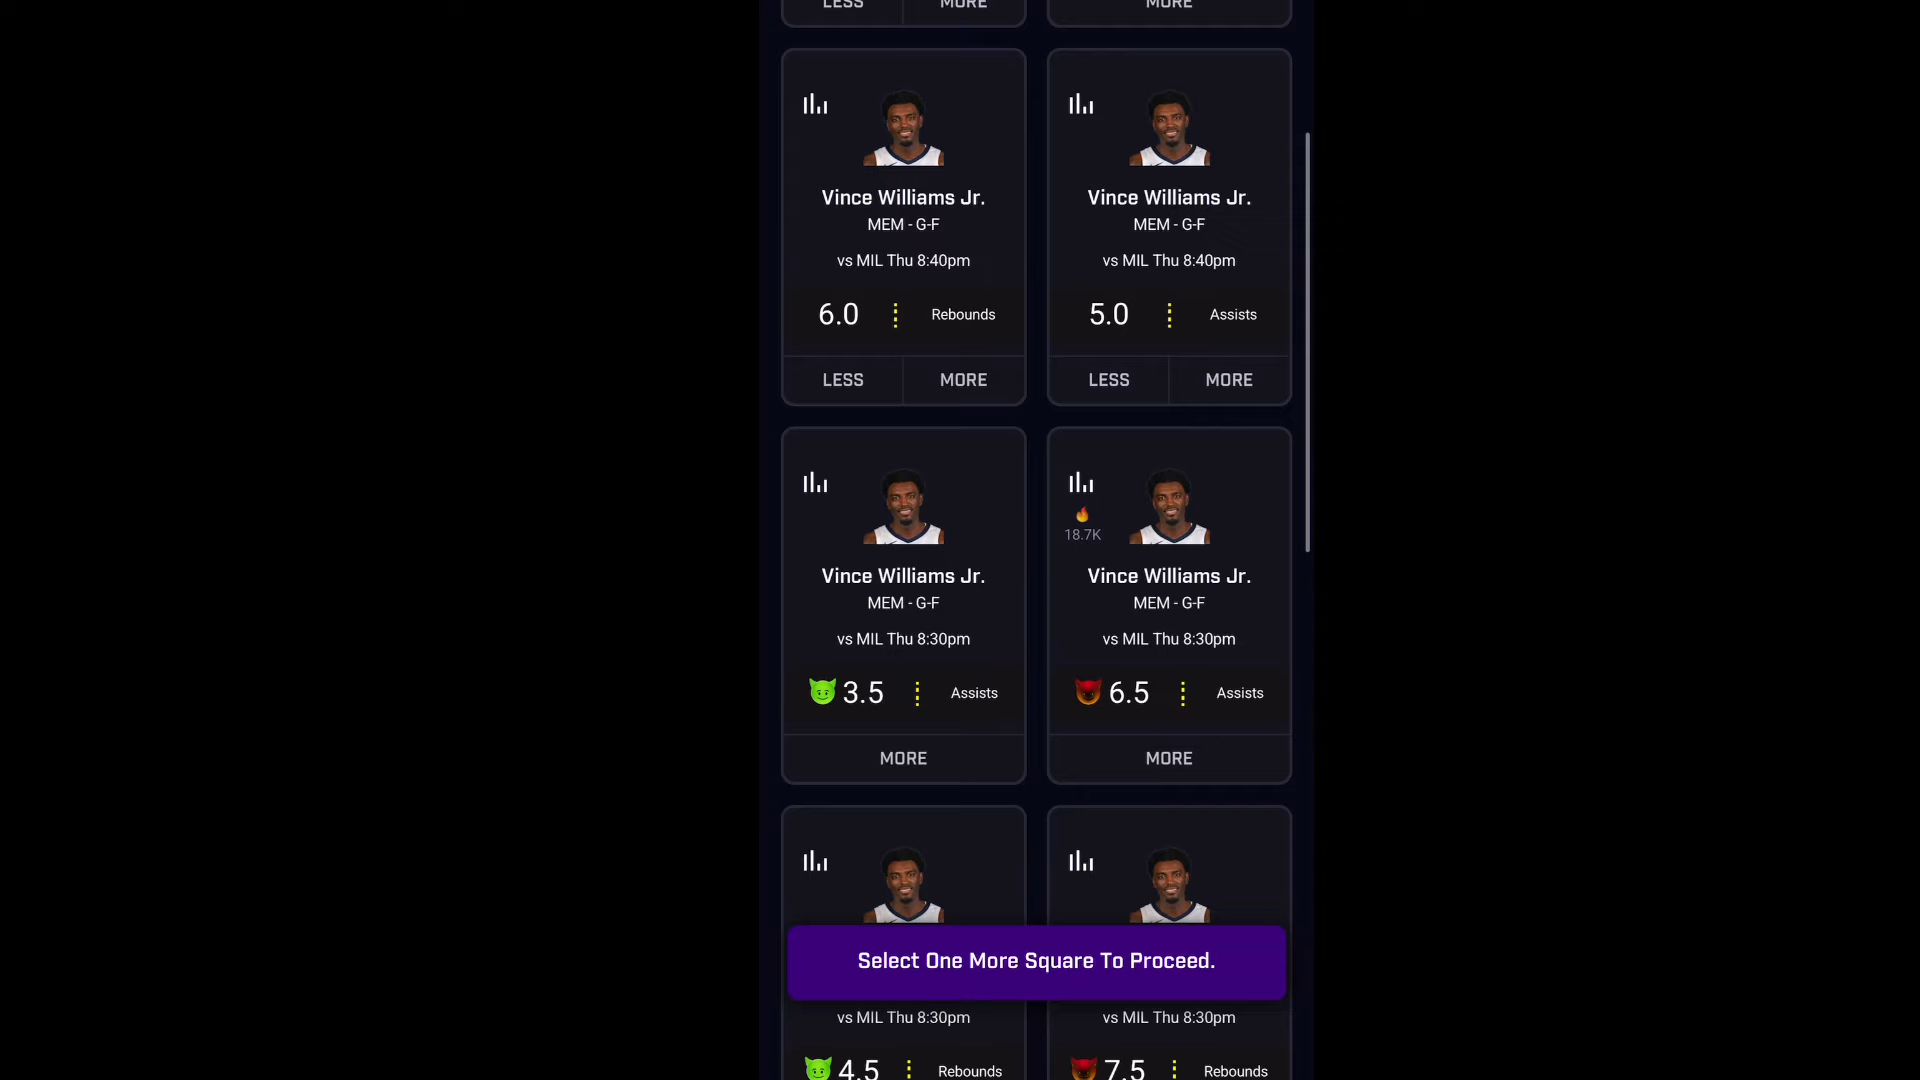 LESS MORE MORE
Vince Williams Jr.
MEM - G-F
vs MIL Thu 8:40pm
6.0 Rebounds
LESS MORE
Vince Williams Jr.
MEM - G-F
vs MIL Thu 8:40pm
5.0 Assists
LESS MORE
Vince Williams Jr.
MEM - G-F
vs MIL Thu 8:30pm
3.5 Assists
MORE
18.7K
Vince Williams Jr.
MEM - G-F
vs MIL Thu 8:30pm
6.5 Assists
MORE
Select One More Square To Proceed.
vs MIL Thu 8:30pm
4.5 Rebounds
vs MIL Thu 8:30pm
7.5 Rebounds